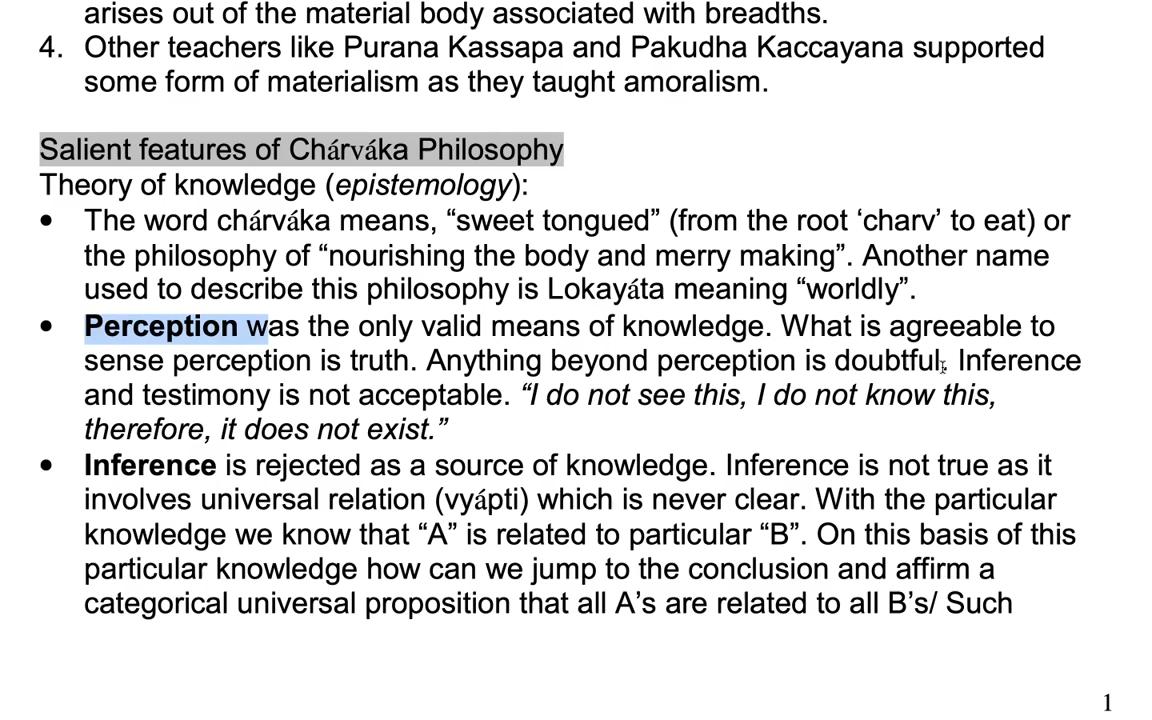 arises out of the material body associated with breadths.
4. Other teachers like Purana Kassapa and Pakudha Kaccayana supported
some form of materialism as they taught amoralism.
Salient features of Chárváka Philosophy
Theory of knowledge (epistemology):
• The word chárváka means, “sweet tongued” (from the root ‘charv’ to eat) or
the philosophy of “nourishing the body and merry making”. Another name
used to describe this philosophy is Lokayáta meaning “worldly”.
• Perception was the only valid means of knowledge. What is agreeable to
sense perception is truth. Anything beyond perception is doubtful. Inference
and testimony is not acceptable. “I do not see this, I do not know this,
therefore, it does not exist.”
• Inference is rejected as a source of knowledge. Inference is not true as it
involves universal relation (vyápti) which is never clear. With the particular
knowledge we know that “A” is related to particular “B”. On this basis of this
particular knowledge how can we jump to the conclusion and affirm a
categorical universal proposition that all A’s are related to all B’s/ Such
1